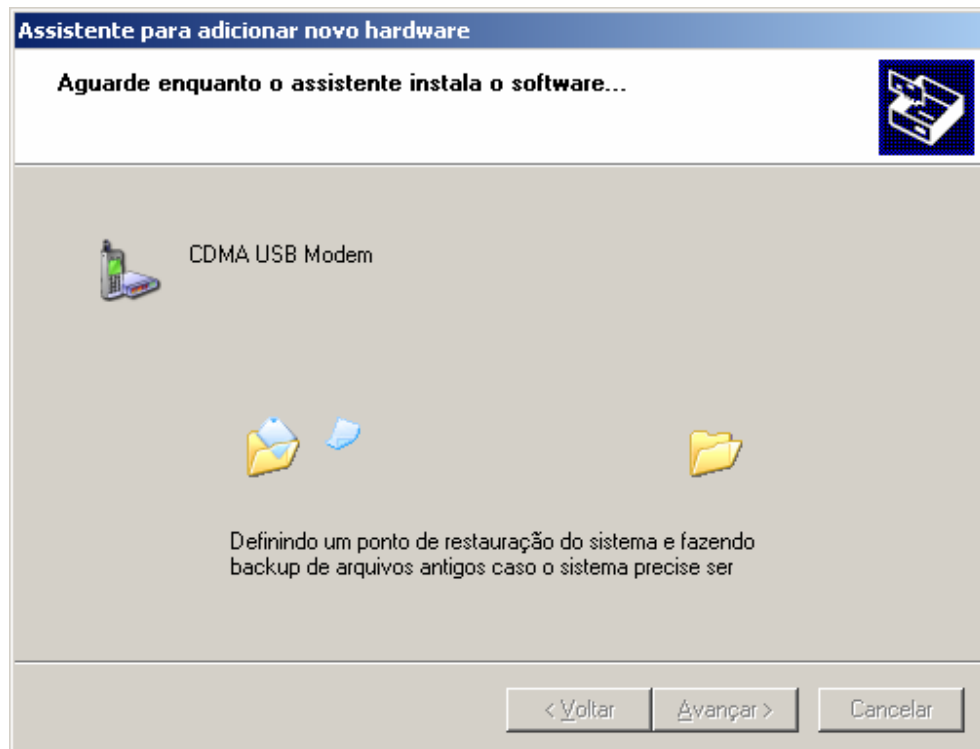 Assistente para adicionar novo hardware
Aguarde enquanto o assistente instala o software...
CDMA USB Modem
Definindo um ponto de restauração do sistema e fazendo
backup de arquivos antigos caso o sistema precise ser
< Voltar Avançar > Cancelar